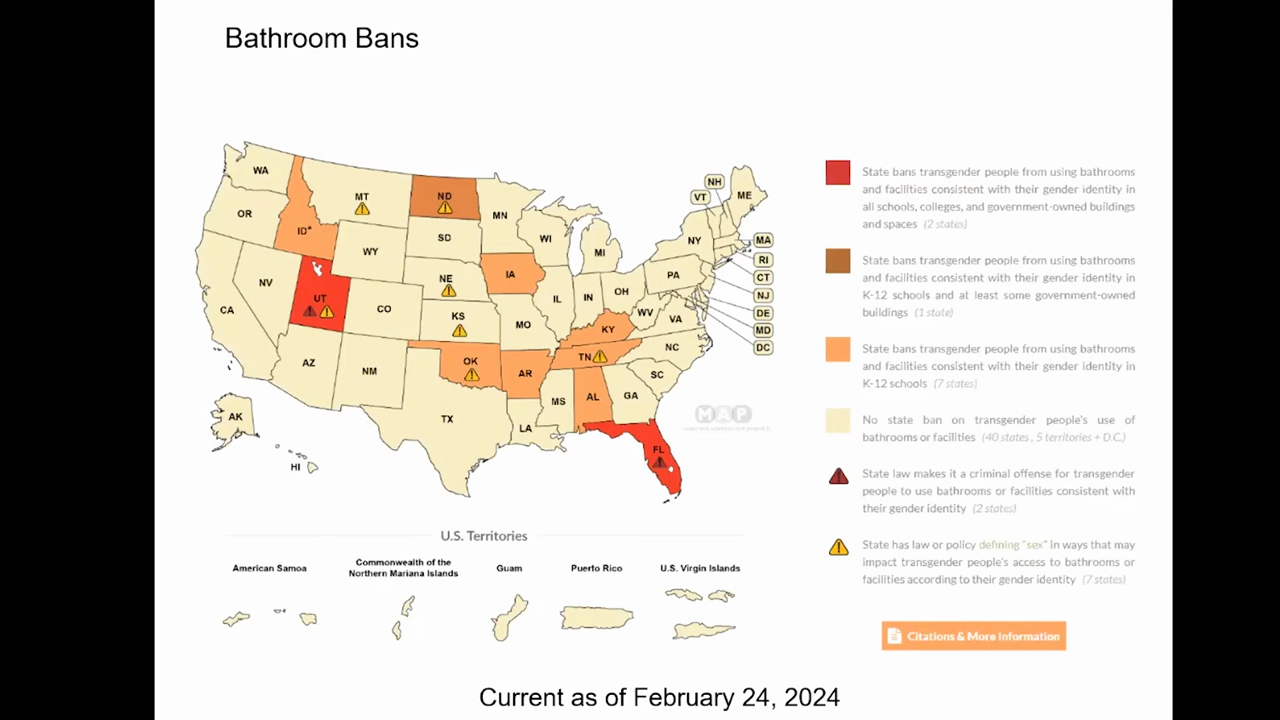 Bathroom Bans
WA
OR
CA
NV
ID*
MT
WY
UT
AZ
CO
NM
ND
SD
NE
KS
OK
TX
MN
IA
MO
AR
LA
WI
IL
MI
IN
OH
KY
TN
MS
AL
GA
FL
SC
NC
VA
WV
PA
NY
VT
NH
ME
MA
RI
CT
NJ
DE
MD
DC
AK
HI
MAP
State bans transgender people from using bathrooms
and facilities consistent with their gender identity in
all schools, colleges, and government-owned buildings
and spaces (2 states)
State bans transgender people from using bathrooms
and facilities consistent with their gender identity in
K-12 schools and at least some government-owned
buildings (1 state)
State bans transgender people from using bathrooms
and facilities consistent with their gender identity in
K-12 schools (7 states)
No state ban on transgender people's use of
bathrooms or facilities (40 states , 5 territories + D.C.)
State law makes it a criminal offense for transgender
people to use bathrooms or facilities consistent with
their gender identity (2 states)
State has law or policy defining "sex" in ways that may
impact transgender people's access to bathrooms or
facilities according to their gender identity (7 states)
Citations & More Information
U.S. Territories
American Samoa
Commonwealth of the
Northern Mariana Islands
Guam
Puerto Rico
U.S. Virgin Islands
Current as of February 24, 2024